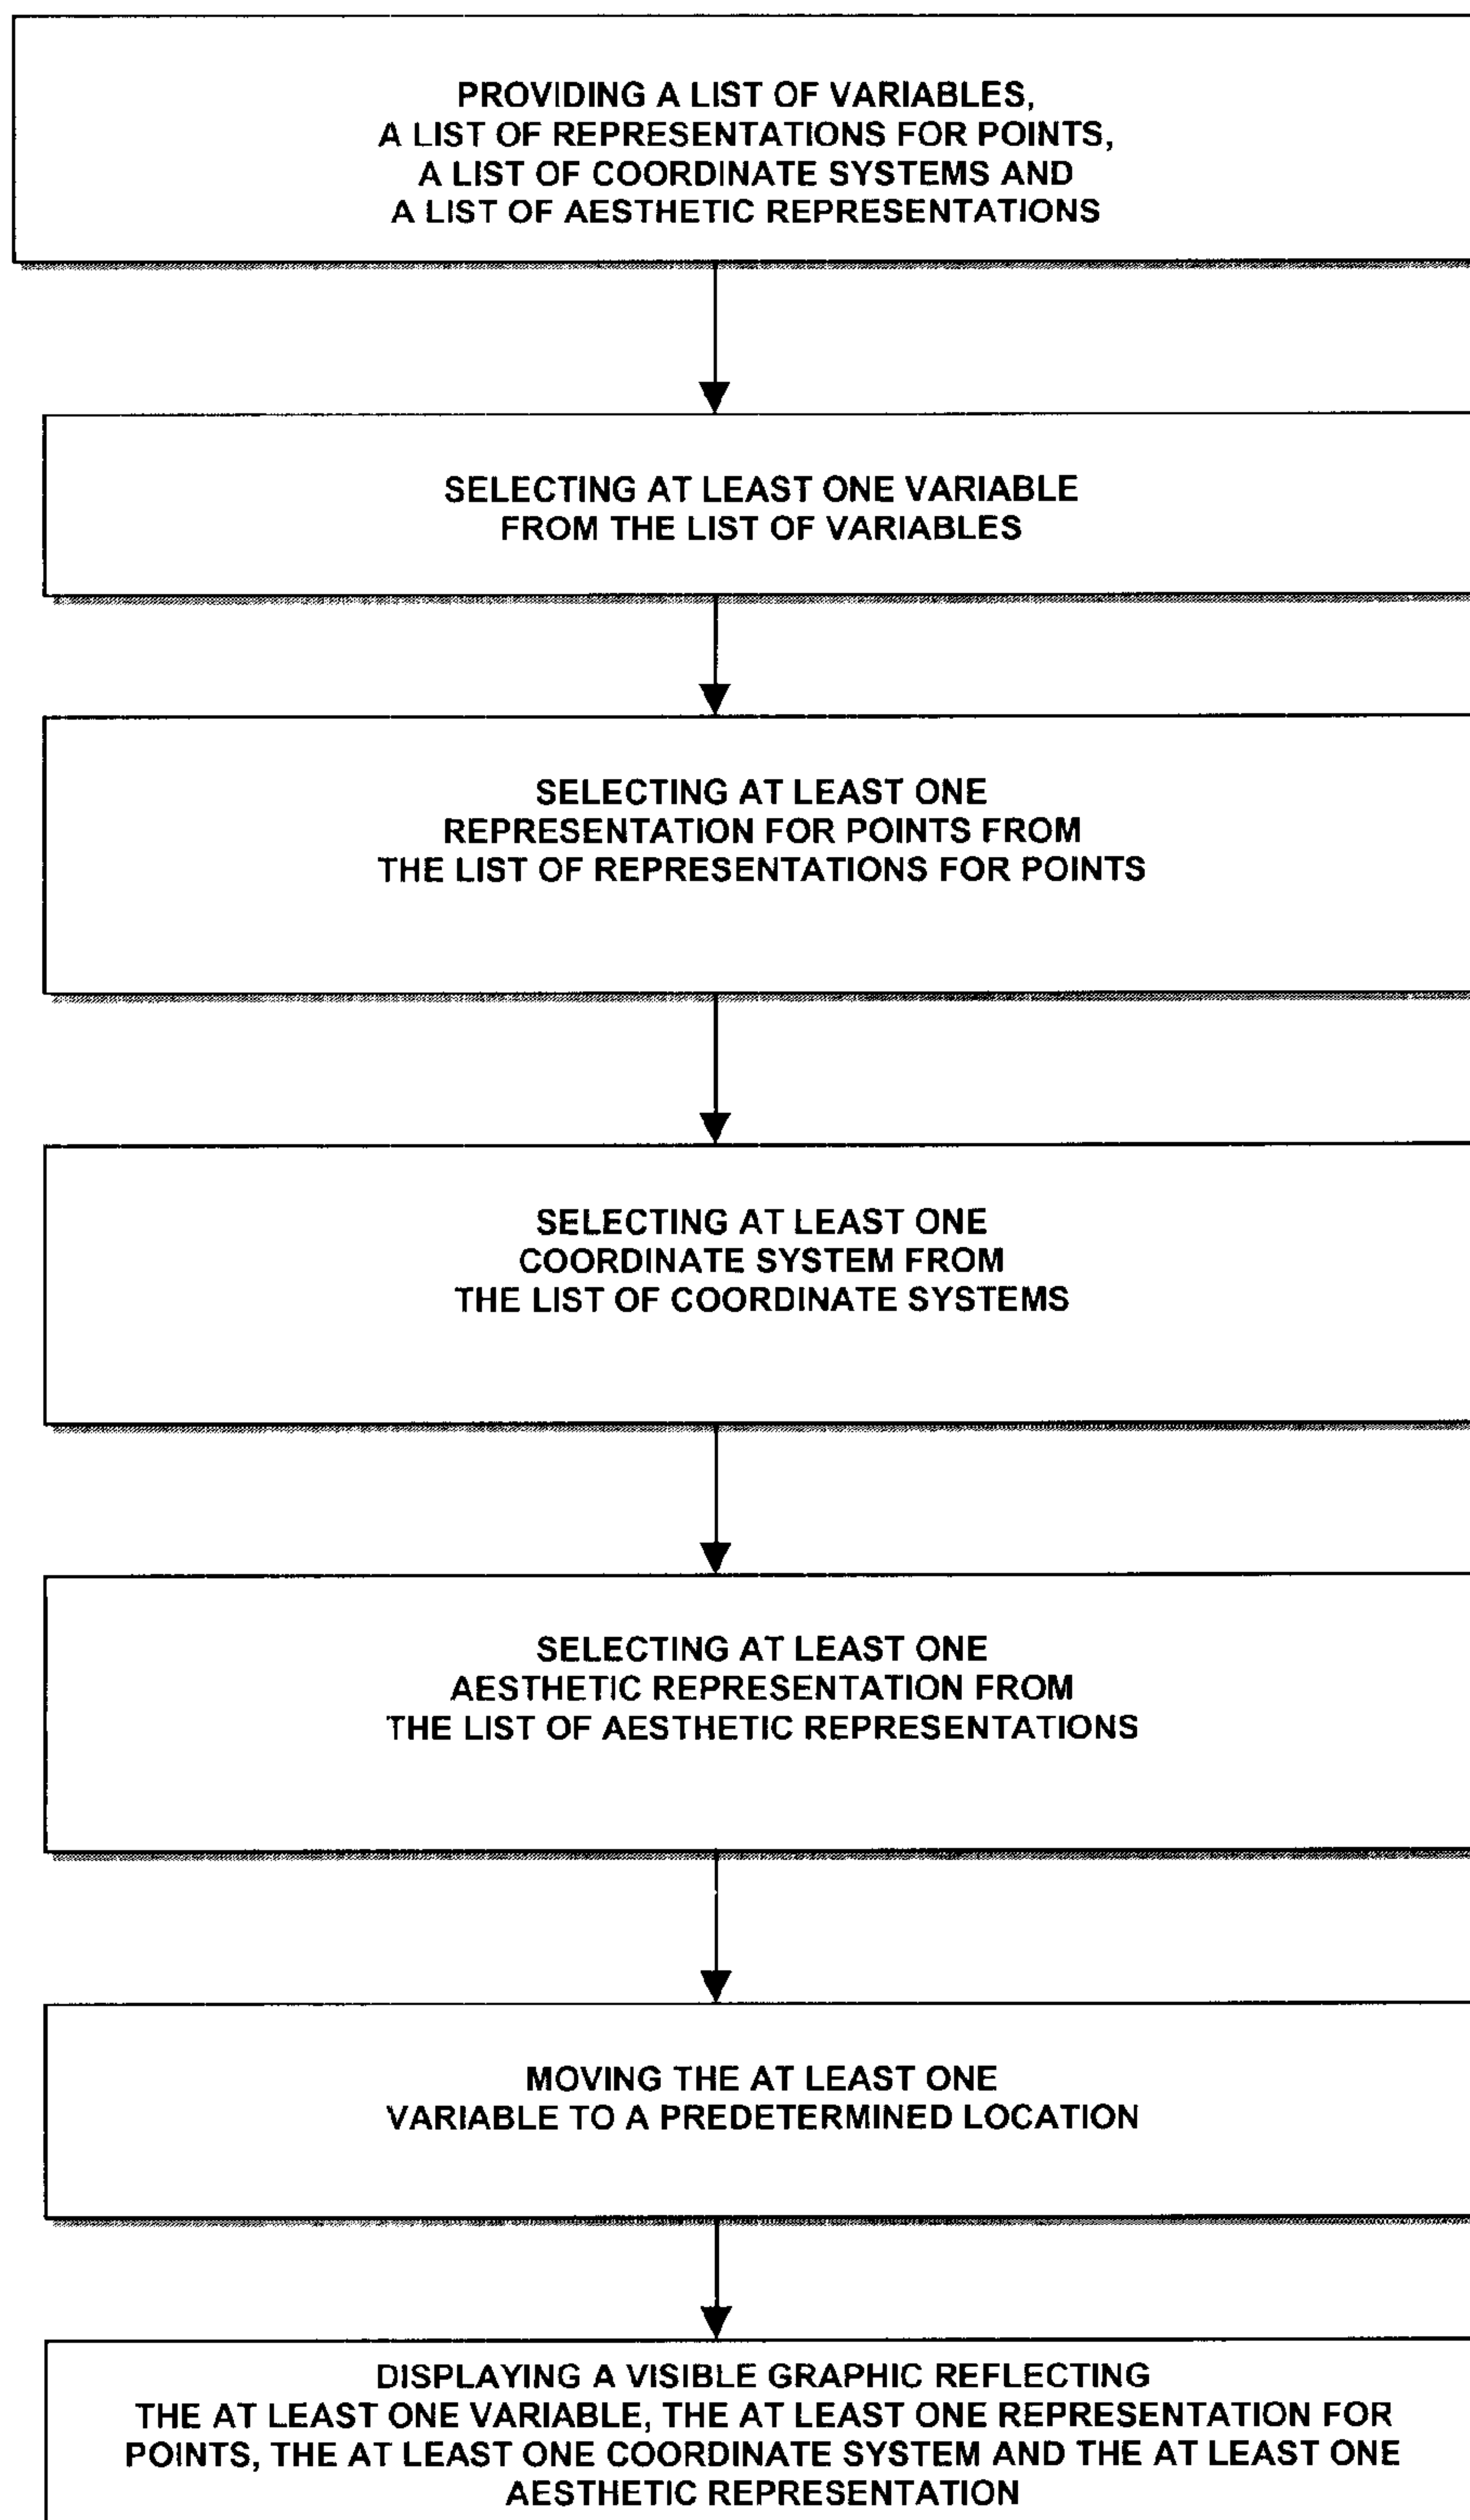 PROVIDING A LIST OF VARIABLES,
A LIST OF REPRESENTATIONS FOR POINTS,
A LIST OF COORDINATE SYSTEMS AND
A LIST OF AESTHETIC REPRESENTATIONS
SELECTING AT LEAST ONE VARIABLE
FROM THE LIST OF VARIABLES
SELECTING AT LEAST ONE
REPRESENTATION FOR POINTS FROM
THE LIST OF REPRESENTATIONS FOR POINTS
SELECTING AT LEAST ONE
COORDINATE SYSTEM FROM
THE LIST OF COORDINATE SYSTEMS
SELECTING AT LEAST ONE
AESTHETIC REPRESENTATION FROM
THE LIST OF AESTHETIC REPRESENTATIONS
MOVING THE AT LEAST ONE
VARIABLE TO A PREDETERMINED LOCATION
DISPLAYING A VISIBLE GRAPHIC REFLECTING
THE AT LEAST ONE VARIABLE, THE AT LEAST ONE REPRESENTATION FOR
POINTS, THE AT LEAST ONE COORDINATE SYSTEM AND THE AT LEAST ONE
AESTHETIC REPRESENTATION